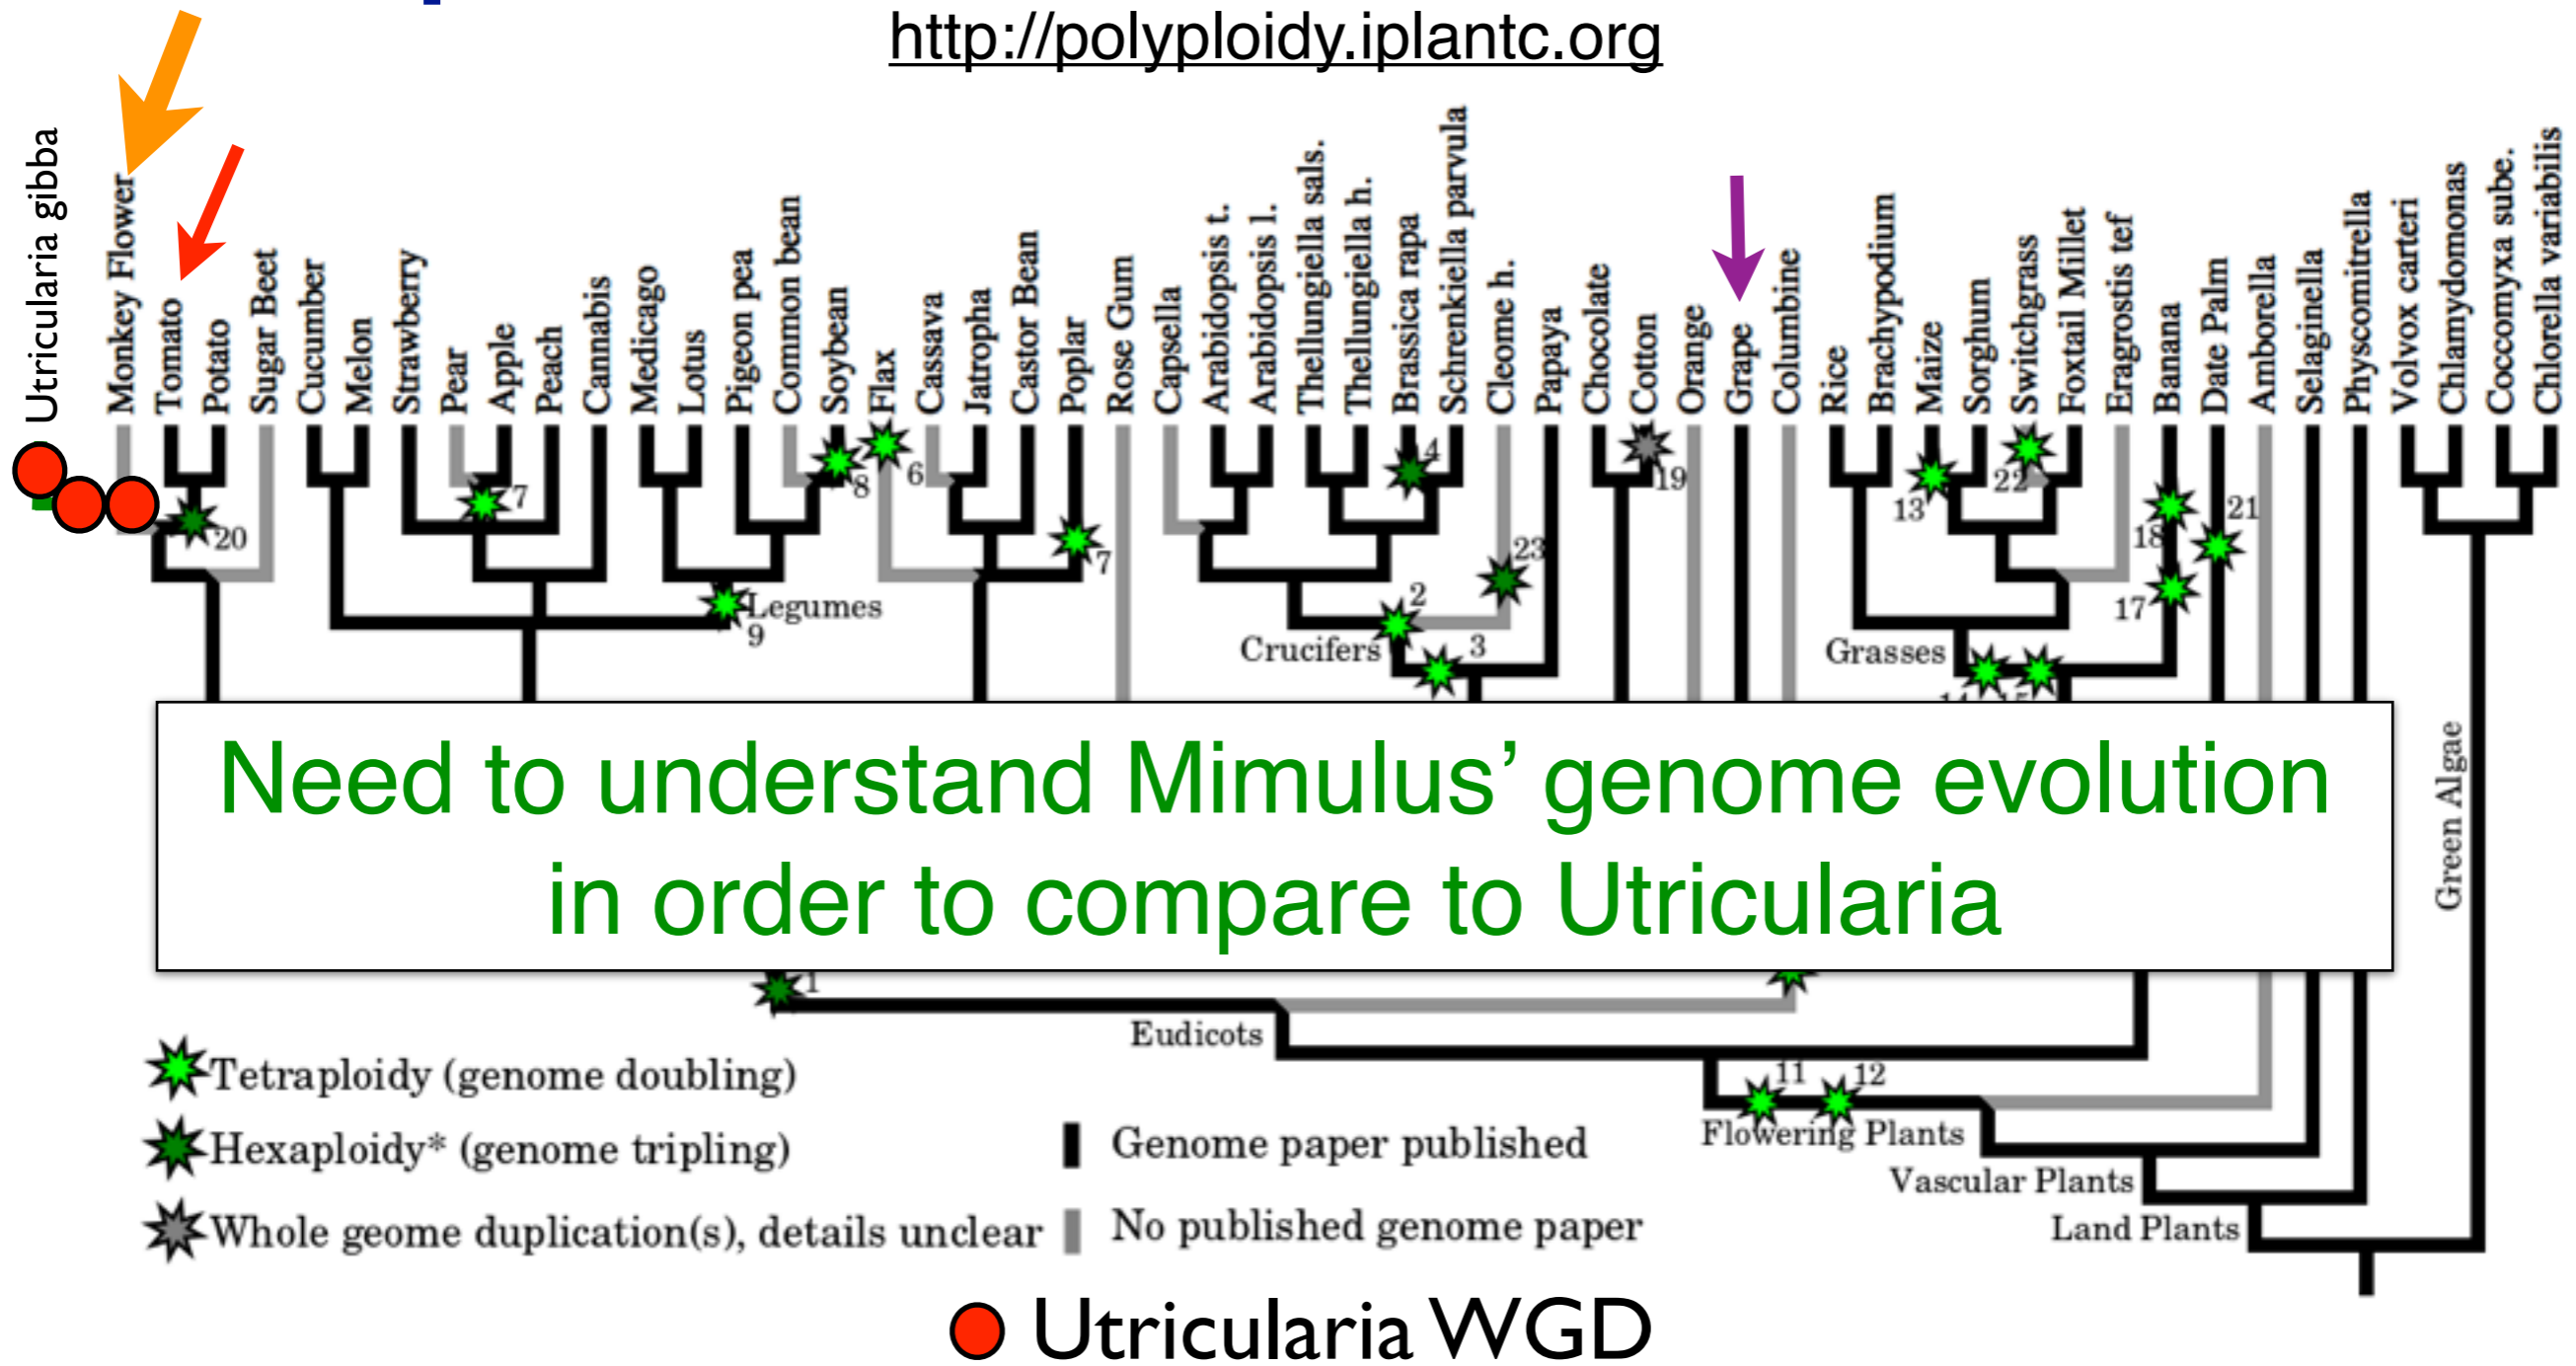 http://polyploidy.iplantc.org
Utricularia gibba
Monkey Flower
Tomato
Potato
Sugar Beet
Cucumber
Melon
Strawberry
Pear
Apple
Peach
Cannabis
Medicago
Lotus
Pigeon pea
Common bean
Soybean
Flax
Cassava
Jatropha
Castor Bean
Poplar
Rose Gum
Capsella
Arabidopsis t.
Arabidopsis l.
Thellungiella sals.
Thellungiella h.
Brassica rapa
Schrenkiella parvula
Cleome h.
Papaya
Chocolate
Cotton
Orange
Grape
Columbine
Rice
Brachypodium
Maize
Sorghum
Switchgrass
Foxtail Millet
Eragrostis tef
Banana
Date Palm
Amborella
Selaginella
Physcomitrella
Volvox carteri
Chlamydomonas
Coccomyxa sube.
Chlorella variabilis
20
7
8
6
7
4
19
13
22
18
21
23
17
Legumes
9
2
Crucifers
3
Grasses
Need to understand Mimulus’ genome evolution
in order to compare to Utricularia
Green Algae
1
Eudicots
11
12
Tetraploidy (genome doubling)
Flowering Plants
Hexaploidy* (genome tripling)
Genome paper published
Vascular Plants
Whole geome duplication(s), details unclear
No published genome paper
Land Plants
Utricularia WGD